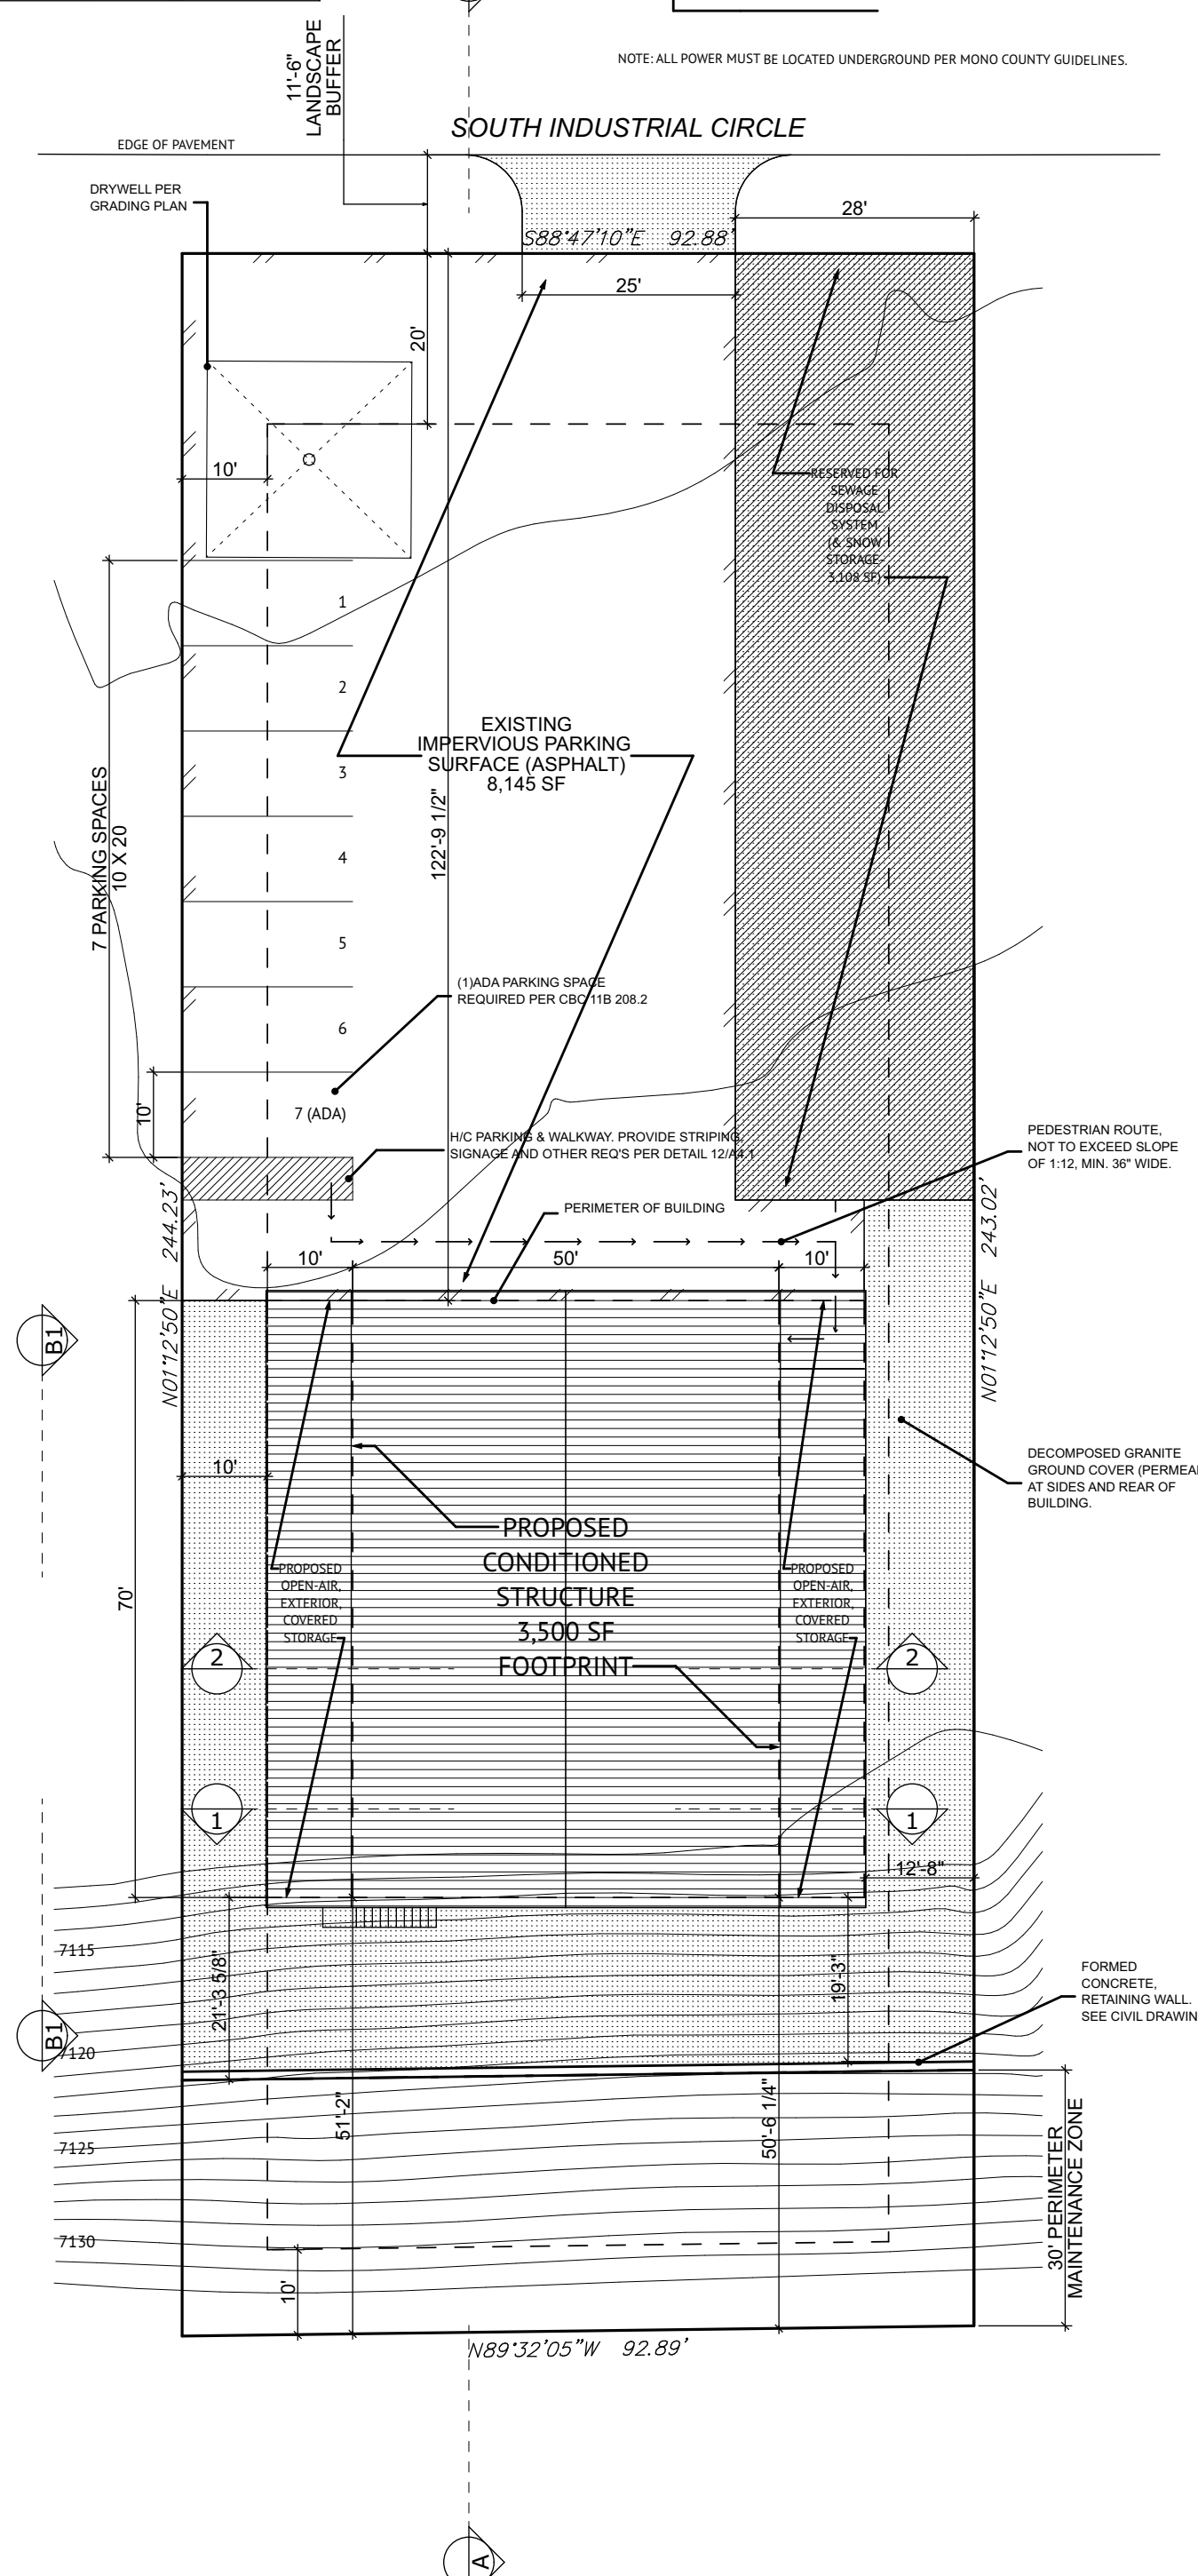 11'-6"
LANDSCAPE
BUFFER
NOTE: ALL POWER MUST BE LOCATED UNDERGROUND PER MONO COUNTY GUIDELINES.
SOUTH INDUSTRIAL CIRCLE
EDGE OF PAVEMENT
DRYWELL PER
GRADING PLAN
28'
S88°47'10"E 92.88'
25'
20'
10'
RESERVED FOR
SEWAGE
DISPOSAL
SYSTEM
(& SNOW
STORAGE
3,108 SF)
1
2
3
4
5
6
7 (ADA)
7 PARKING SPACES
10 X 20
EXISTING
IMPERVIOUS PARKING
SURFACE (ASPHALT)
8,145 SF
122'-9 1/2"
(1)ADA PARKING SPACE
REQUIRED PER CBC 11B 208.2
10'
H/C PARKING & WALKWAY. PROVIDE STRIPING,
SIGNAGE AND OTHER REQ'S PER DETAIL 12/A4.1
PEDESTRIAN ROUTE,
NOT TO EXCEED SLOPE
OF 1:12, MIN. 36" WIDE.
PERIMETER OF BUILDING
N01°12'50"E 244.23'
N01°12'50"E 243.02'
10'
50'
10'
B1
10'
DECOMPOSED GRANITE
GROUND COVER (PERMEA
AT SIDES AND REAR OF
BUILDING.
PROPOSED
CONDITIONED
STRUCTURE
3,500 SF
FOOTPRINT
PROPOSED
OPEN-AIR,
EXTERIOR,
COVERED
STORAGE
PROPOSED
OPEN-AIR,
EXTERIOR,
COVERED
STORAGE
70'
2
2
1
1
12'-8"
7115
21'-3 5/8"
19'-3"
FORMED
CONCRETE,
RETAINING WALL.
SEE CIVIL DRAWIN
B1
7120
51'-2"
50'-6 1/4"
7125
30' PERIMETER
MAINTENANCE ZONE
7130
10'
N89°32'05"W 92.89'
A